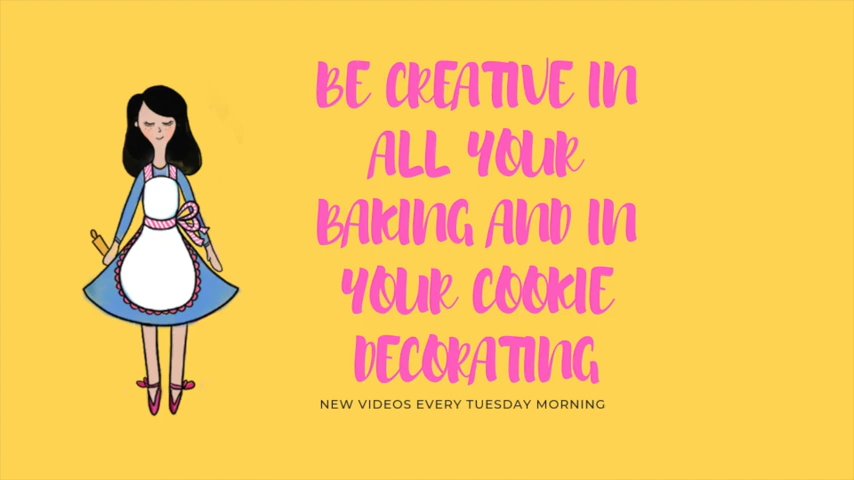 BE CREATIVE IN
ALL YOUR
BAKING AND IN
YOUR COOKIE
DECORATING
NEW VIDEOS EVERY TUESDAY MORNING